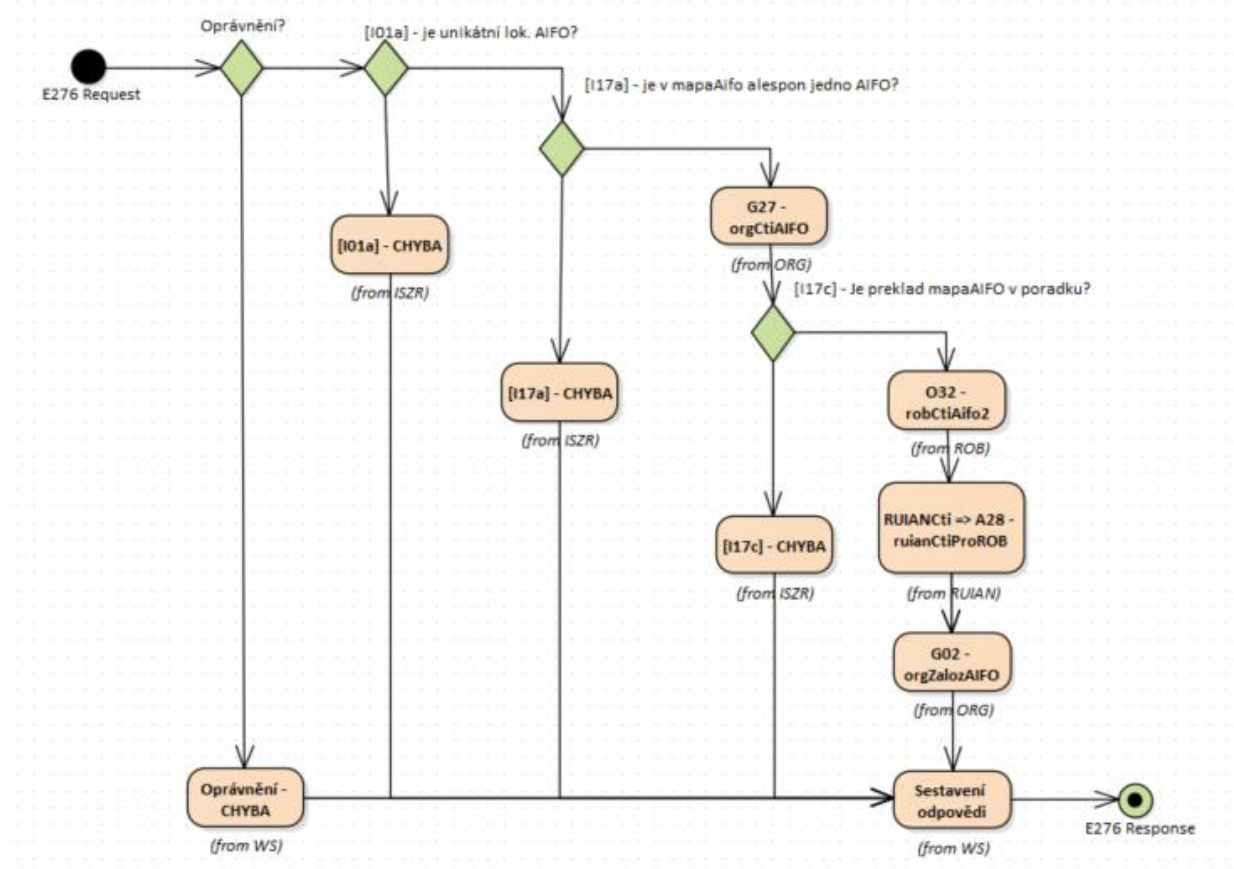 Oprávnění?
[I01a] - je unikátní lok. AIFO?
E276 Request
[I17a] - je v mapaAifo alespon jedno AIFO?
G27 -
orgCtiAIFO
(from ORG)
[I01a] - CHYBA
(from ISZR)
[I17c] - Je preklad mapaAIFO v poradku?
[I17a] - CHYBA
(from ISZR)
O32 -
robCtiAifo2
(from ROB)
RUIANCti => A28 -
ruianCtiProROB
(from RUIAN)
[I17c] - CHYBA
(from ISZR)
G02 -
orgZalozAIFO
(from ORG)
Oprávnění -
CHYBA
(from WS)
Sestavení
odpovědi
(from WS)
E276 Response